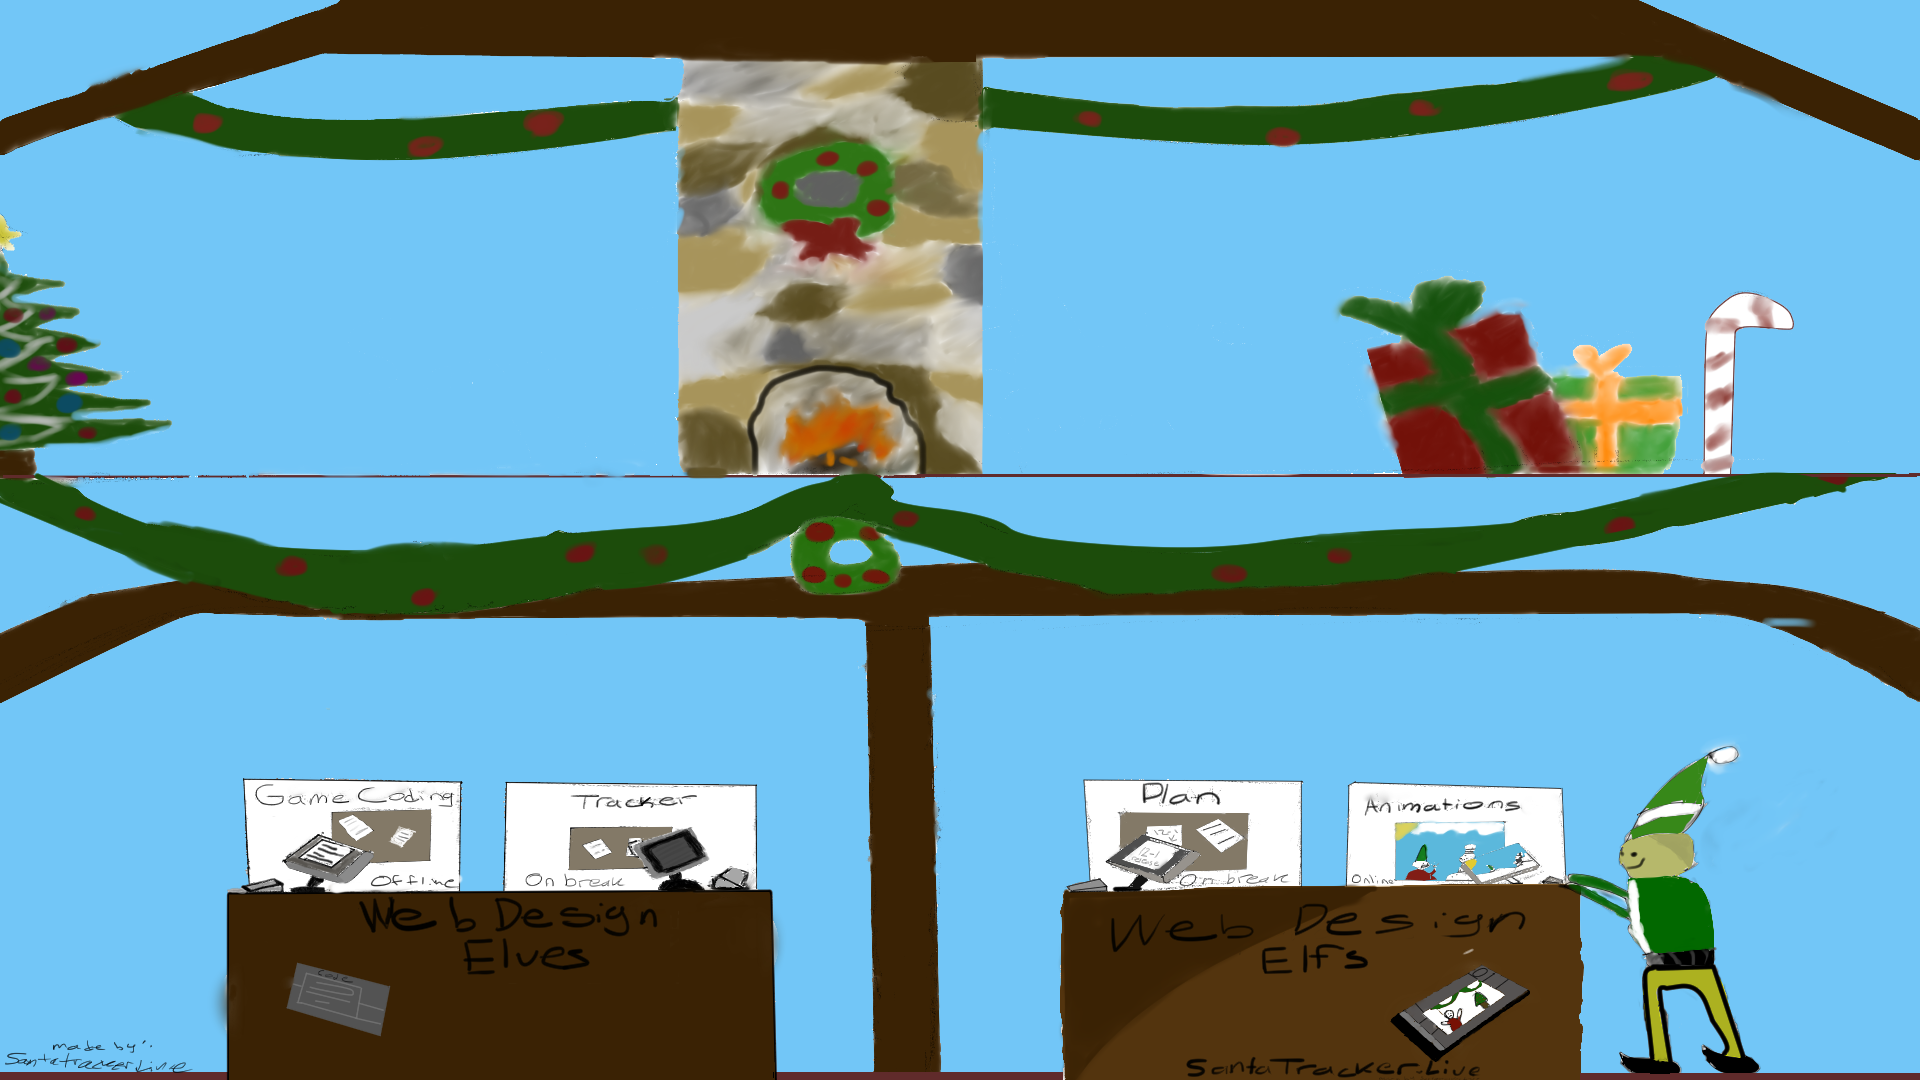 Game Coding
Offline
Tracker
On break
Plan
On break
Animations
Online
Web Design
Elves
Code
Web Design
Elfs
SantaTracker.Live
made by:
Santatracker.Live